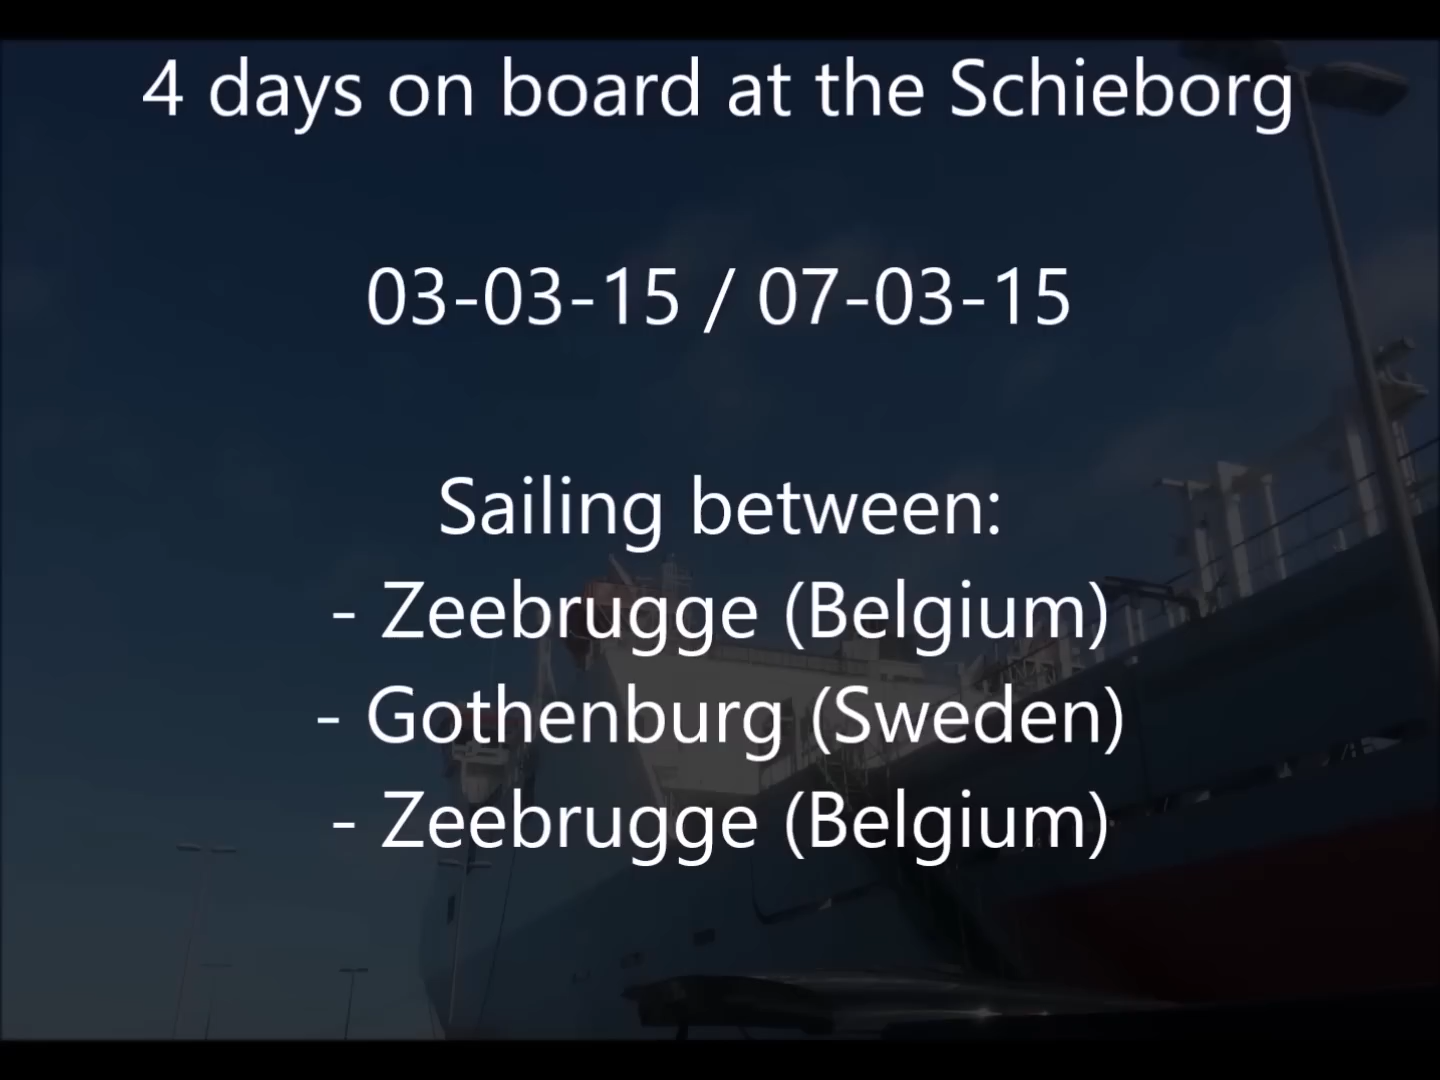 4 days on board at the Schieborg
03-03-15 / 07-03-15
Sailing between:
- Zeebrugge (Belgium)
- Gothenburg (Sweden)
- Zeebrugge (Belgium)